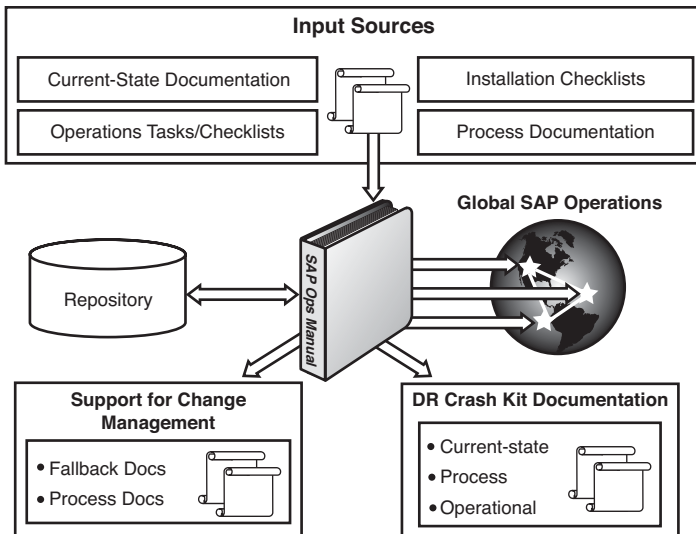 Input Sources
Current-State Documentation
Installation Checklists
Operations Tasks/Checklists
Process Documentation
Global SAP Operations
SAP Ops Manual
Repository
Support for Change
Management
• Fallback Docs
• Process Docs
DR Crash Kit Documentation
• Current-state
• Process
• Operational